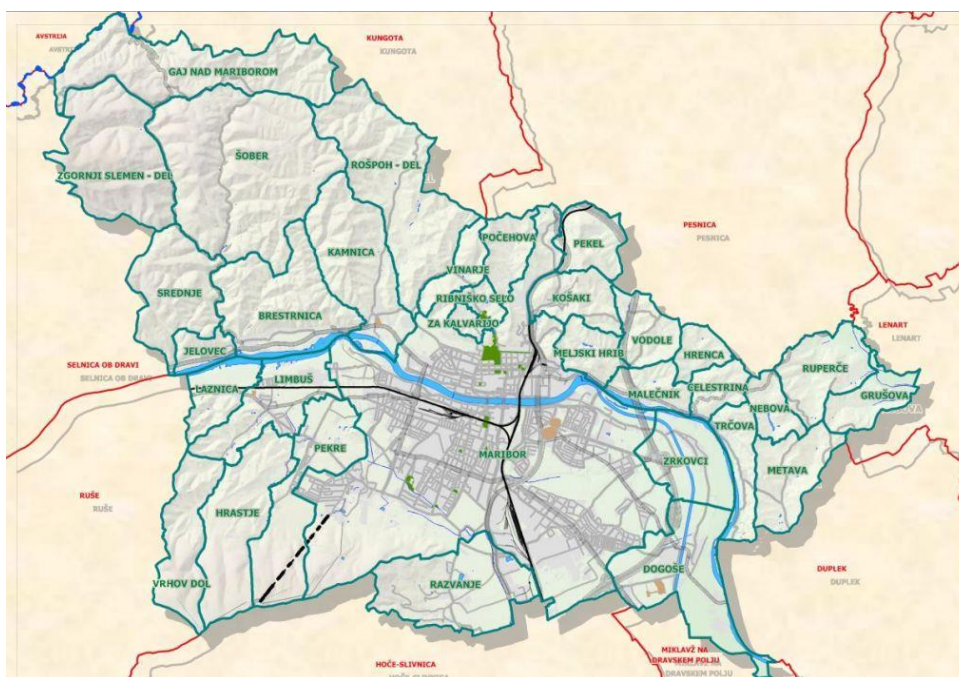 AVSTRIJA
KUNGOTA
KUNGOTA
GAJ NAD MARIBOROM
ŠOBER
ROŠPOH - DEL
ZGORNJI SLEMEN - DEL
PESNICA
PESNICA
POČEHOVA
PEKEL
KAMNICA
VINARJE
SREDNJE
RIBNIŠKO SELO
KOŠAKI
BRESTRNICA
ZA KALVARIJO
LENART
LENART
VODOLE
JELOVEC
MELJSKI HRIB
HRENCA
SELNICA OB DRAVI
SELNICA OB DRAVI
RUPERČE
LAZNICA
LIMBUŠ
MALEČNIK
CELESTRINA
GRUŠOVA
NEBOVA
TRČOVA
PEKRE
MARIBOR
ZRKOVCI
METAVA
RUŠE
RUŠE
HRASTJE
DUPLEK
DUPLEK
VRHOV DOL
RAZVANJE
DOGOŠE
MIKLAVŽ NA
DRAVSKEM POLJU
DRAVSKEM POLJU
HOČE-SLIVNICA